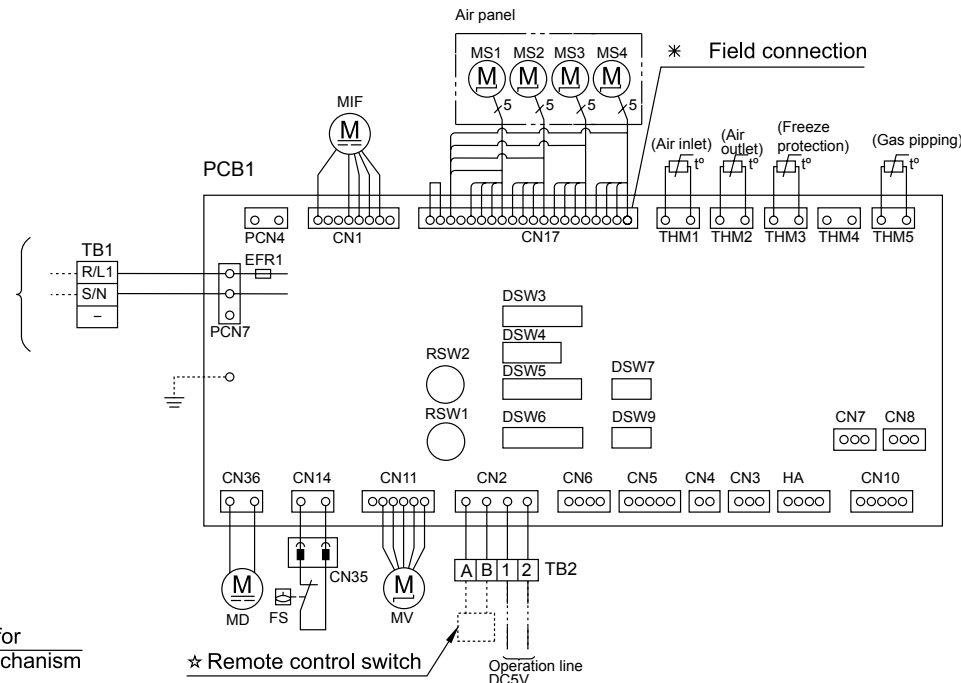 Air panel
MS1 MS2 MS3 MS4
M M M M
5 5 5 5
✳ Field connection
MIF
M
(Air inlet) (Air outlet) (Freeze protection) (Gas pipping)
t° t° t° t°
PCB1
PCN4 CN1 CN17 THM1 THM2 THM3 THM4 THM5
TB1
R/L1
S/N
–
EFR1
PCN7
DSW3
DSW4
RSW2
DSW5 DSW7
RSW1
DSW6 DSW9
CN7 CN8
CN36 CN14 CN11 CN2 CN6 CN5 CN4 CN3 HA CN10
CN35
A B 1 2 TB2
M M
MD FS MV
for
chanism
☆ Remote control switch
Operation line
DC5V